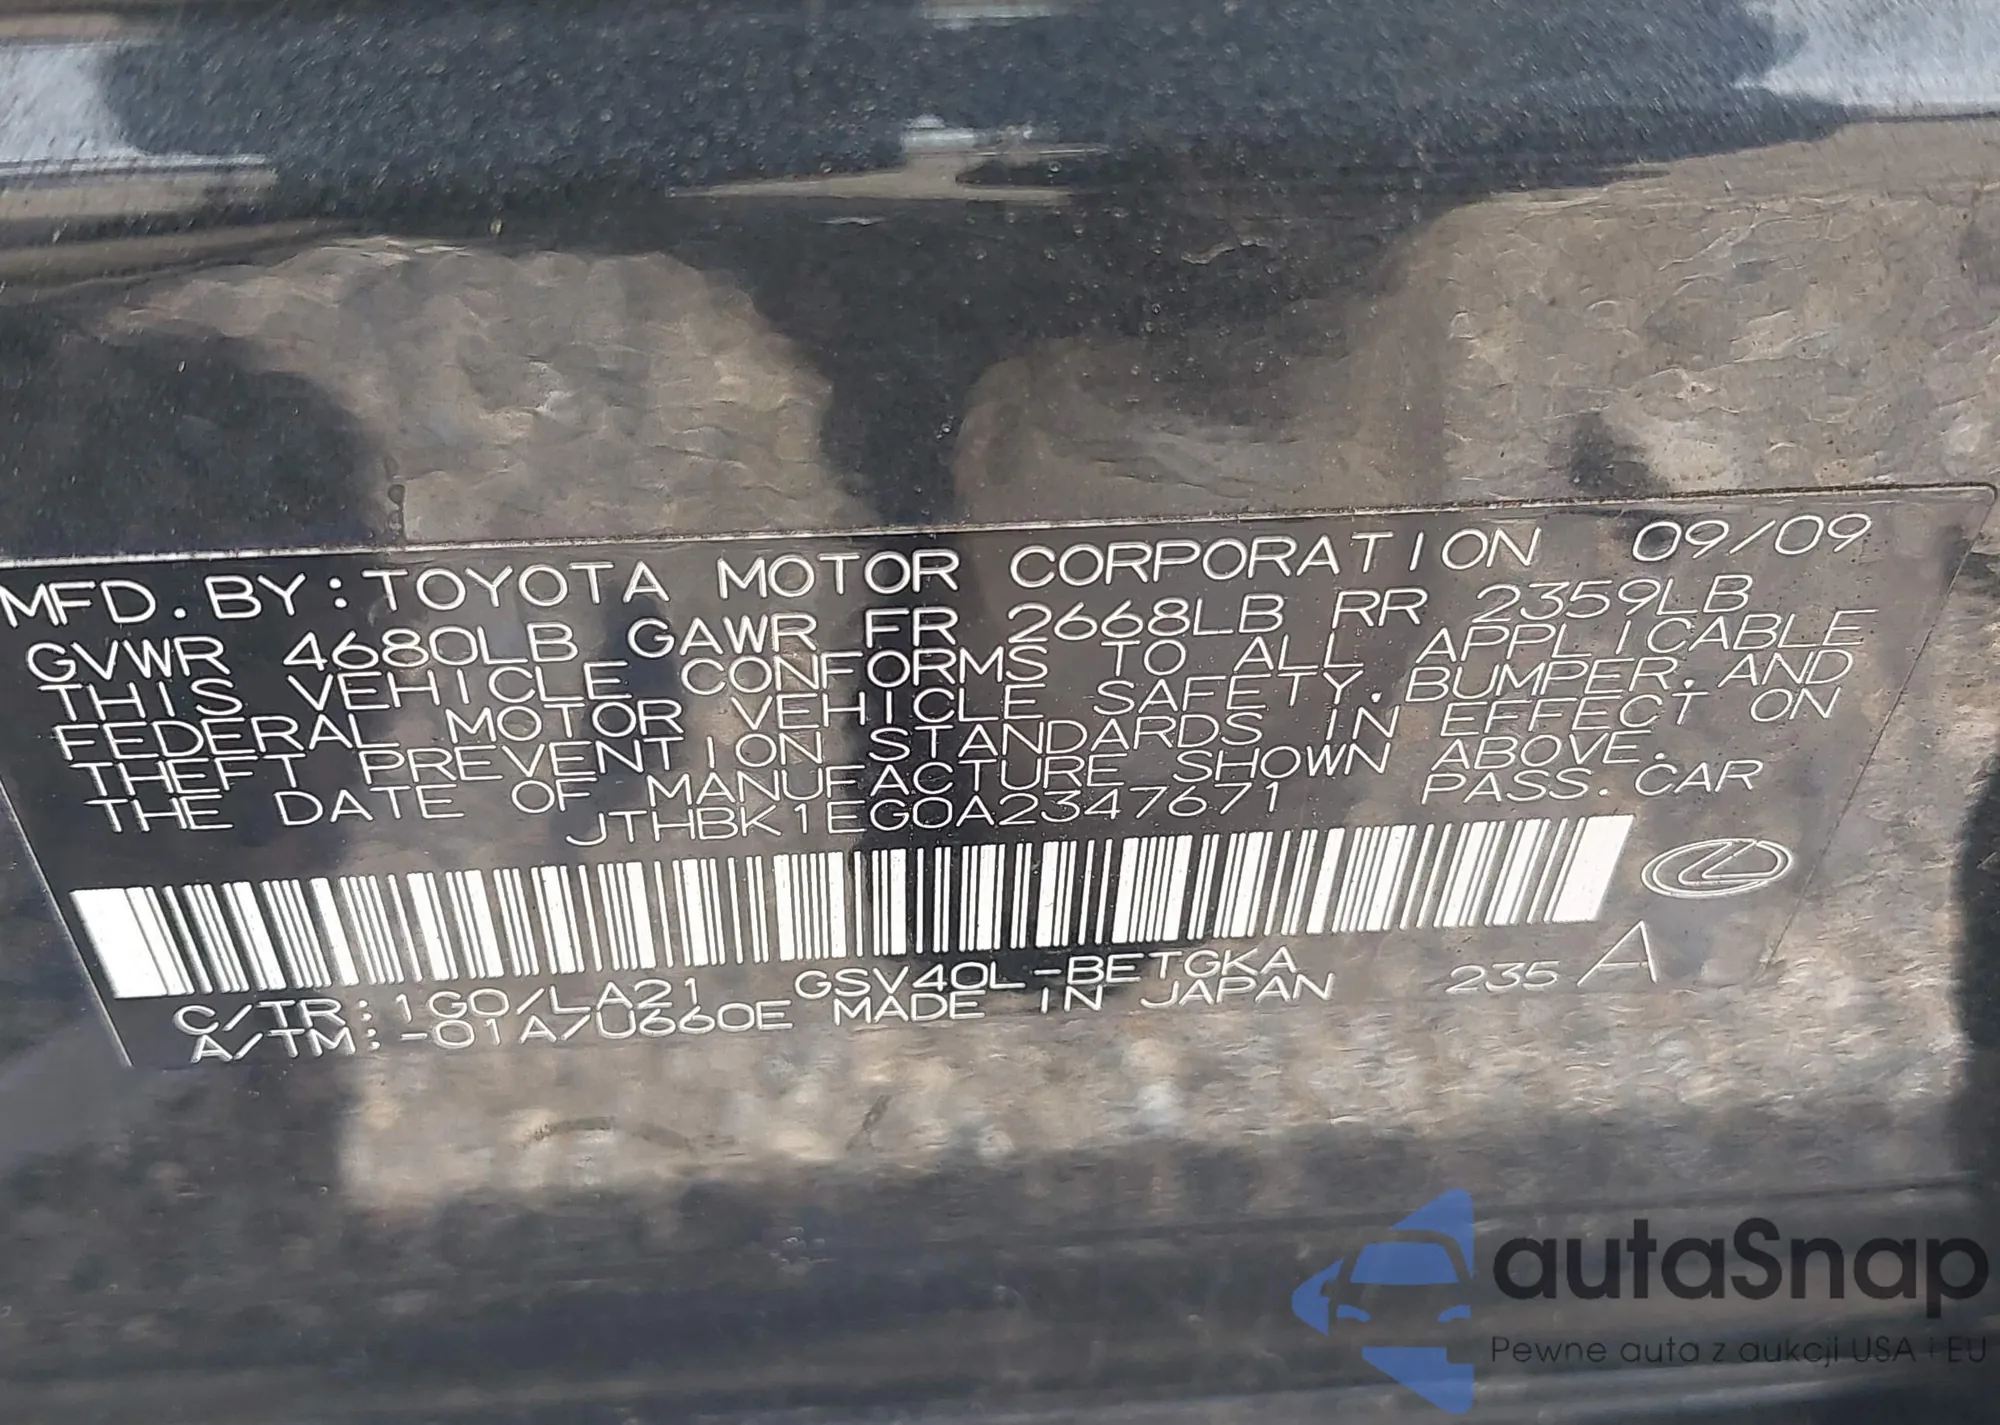 MFD. BY: TOYOTA MOTOR CORPORATION 09/09
GVWR 4680LB GAWR FR 2668LB RR 2359LB
THIS VEHICLE CONFORMS TO ALL APPLICABLE
FEDERAL MOTOR VEHICLE SAFETY, BUMPER, AND
THEFT PREVENTION STANDARDS IN EFFECT ON
THE DATE OF MANUFACTURE SHOWN ABOVE.
JTHBK1EG0A2347671 PASS. CAR
C/TR: 1G0/LA21 GSV40L-BETGKA 235 A
A/TM: -01A/U660E MADE IN JAPAN
autaSnap
Pewne auta z aukcji USA i EU